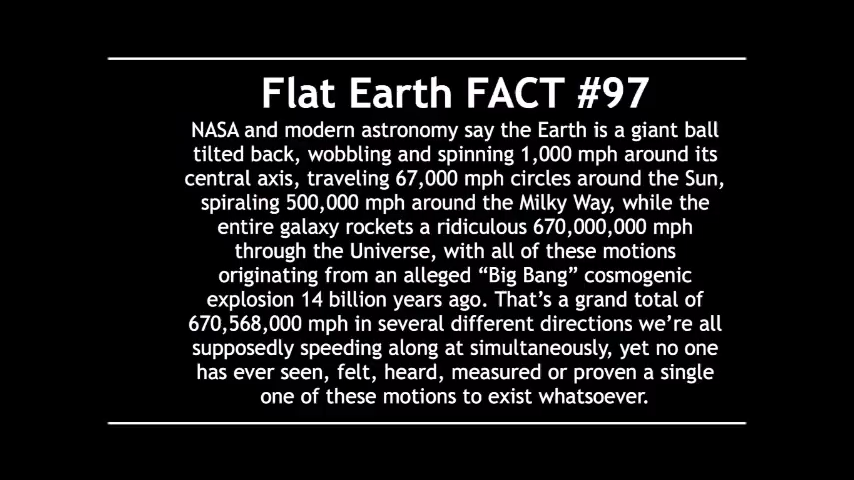 Flat Earth FACT #97
NASA and modern astronomy say the Earth is a giant ball
tilted back, wobbling and spinning 1,000 mph around its
central axis, traveling 67,000 mph circles around the Sun,
spiraling 500,000 mph around the Milky Way, while the
entire galaxy rockets a ridiculous 670,000,000 mph
through the Universe, with all of these motions
originating from an alleged “Big Bang” cosmogenic
explosion 14 billion years ago. That’s a grand total of
670,568,000 mph in several different directions we’re all
supposedly speeding along at simultaneously, yet no one
has ever seen, felt, heard, measured or proven a single
one of these motions to exist whatsoever.